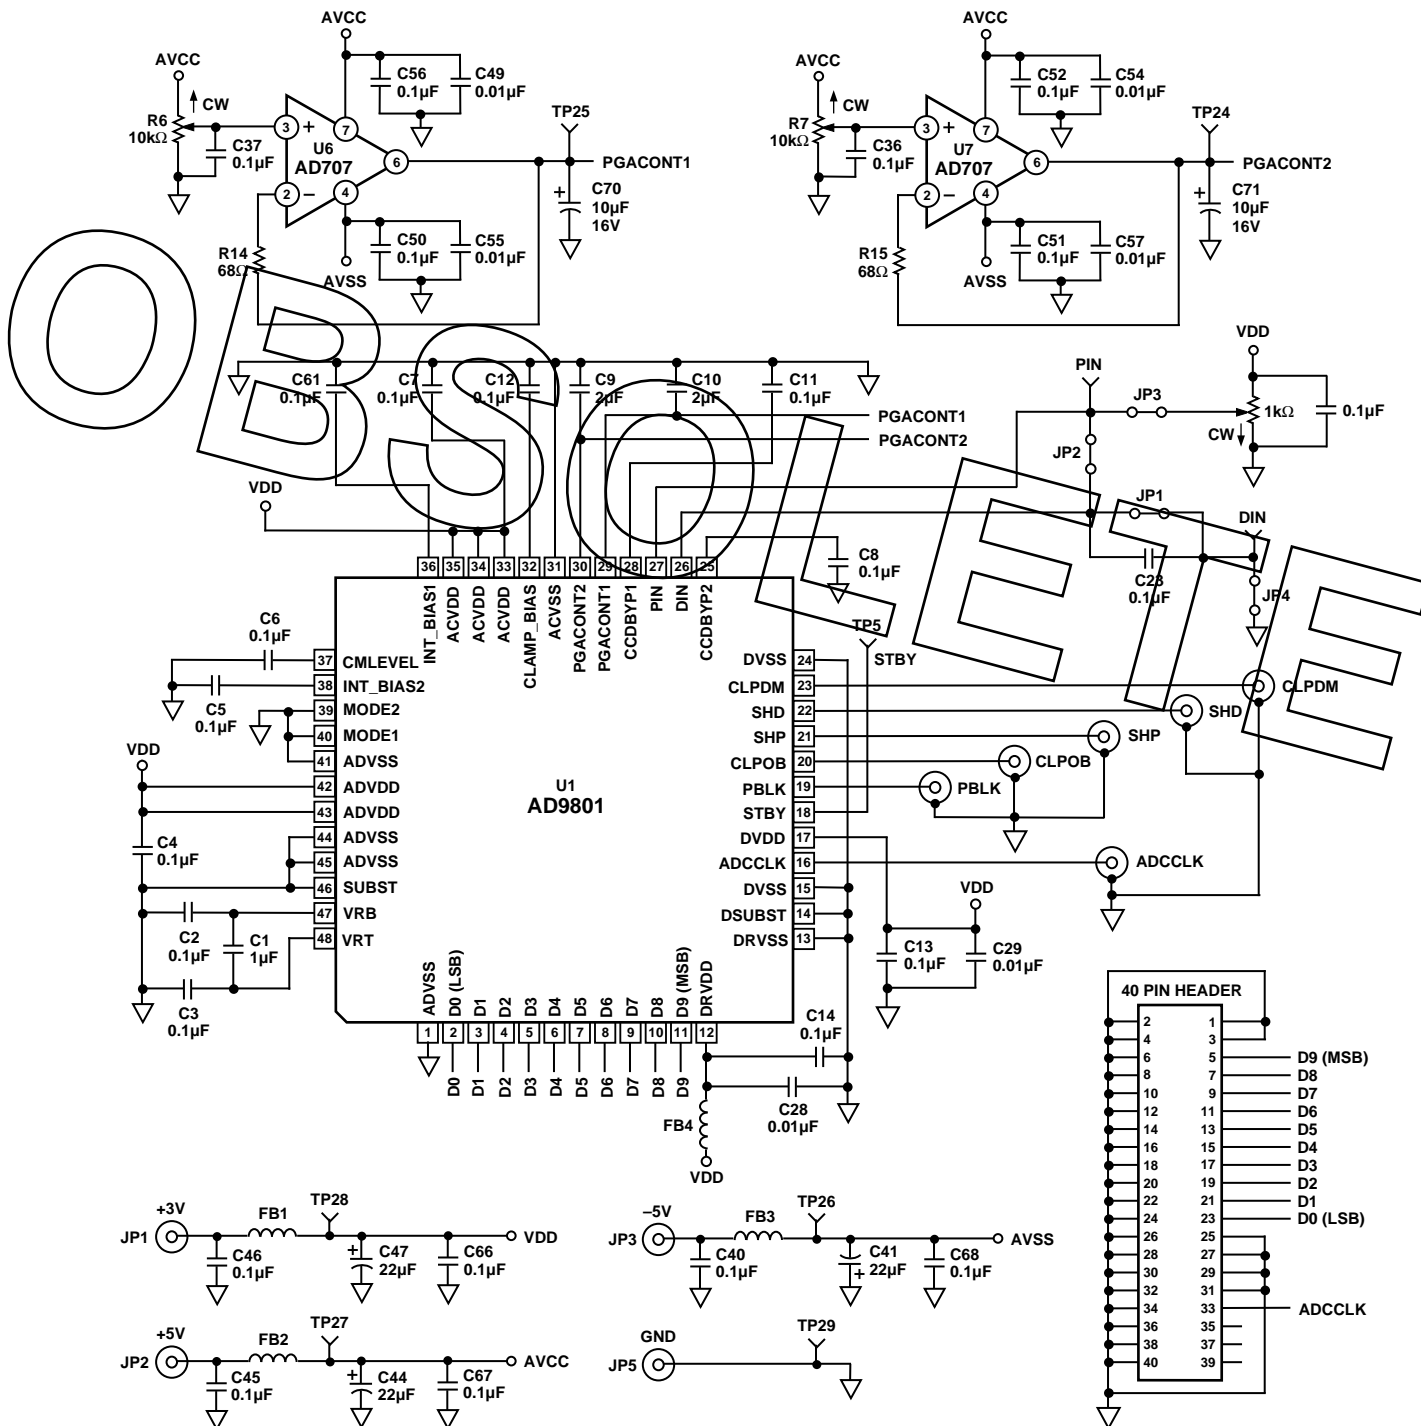 AVCC
AVCC
AVCC
CW
R6
10kΩ
C37
0.1µF
3
+
7
U6
AD707
6
2
–
4
C56
0.1µF
C49
0.01µF
TP25
PGACONT1
+
C70
10µF
16V
C50
0.1µF
C55
0.01µF
R14
68Ω
AVSS
AVCC
AVCC
CW
R7
10kΩ
C36
0.1µF
3
+
7
U7
AD707
6
2
–
4
C52
0.1µF
C54
0.01µF
TP24
PGACONT2
+
C71
10µF
16V
C51
0.1µF
C57
0.01µF
R15
68Ω
AVSS
OBSOLETE
C61
0.1µF
C7
0.1µF
C12
0.1µF
C9
2µF
C10
2µF
C11
0.1µF
PGACONT1
PGACONT2
VDD
PIN
JP3
1kΩ
CW
0.1µF
JP2
JP1
DIN
C23
0.1µF
JP4
VDD
C8
0.1µF
36 35 34 33 32 31 30 29 28 27 26 25
INT_BIAS1
ACVDD
ACVDD
ACVDD
CLAMP_BIAS
ACVSS
PGACONT2
PGACONT1
CCDBYP1
PIN
DIN
CCDBYP2
TP5
STBY
C6
0.1µF
C5
0.1µF
VDD
C4
0.1µF
C2
0.1µF
C1
1µF
C3
0.1µF
37 CMLEVEL
38 INT_BIAS2
39 MODE2
40 MODE1
41 ADVSS
42 ADVDD
43 ADVDD
44 ADVSS
45 ADVSS
46 SUBST
47 VRB
48 VRT
U1
AD9801
DVSS 24
CLPDM 23
SHD 22
SHP 21
CLPOB 20
PBLK 19
STBY 18
DVDD 17
ADCCLK 16
DVSS 15
DSUBST 14
DRVSS 13
CLPDM
SHD
SHP
CLPOB
PBLK
ADCCLK
VDD
C13
0.1µF
C29
0.01µF
ADVSS
D0 (LSB)
D1
D2
D3
D4
D5
D6
D7
D8
D9 (MSB)
DRVDD
1 2 3 4 5 6 7 8 9 10 11 12
D0
D1
D2
D3
D4
D5
D6
D7
D8
D9
C14
0.1µF
C28
0.01µF
FB4
VDD
40 PIN HEADER
2 1
4 3
6 5 D9 (MSB)
8 7 D8
10 9 D7
12 11 D6
14 13 D5
16 15 D4
18 17 D3
20 19 D2
22 21 D1
24 23 D0 (LSB)
26 25
28 27
30 29
32 31
34 33 ADCCLK
36 35
38 37
40 39
+3V
JP1
FB1
TP28
VDD
C46
0.1µF
+
C47
22µF
C66
0.1µF
–5V
JP3
FB3
TP26
AVSS
C40
0.1µF
C41
22µF
+
C68
0.1µF
+5V
JP2
FB2
TP27
AVCC
C45
0.1µF
+
C44
22µF
C67
0.1µF
GND
JP5
TP29